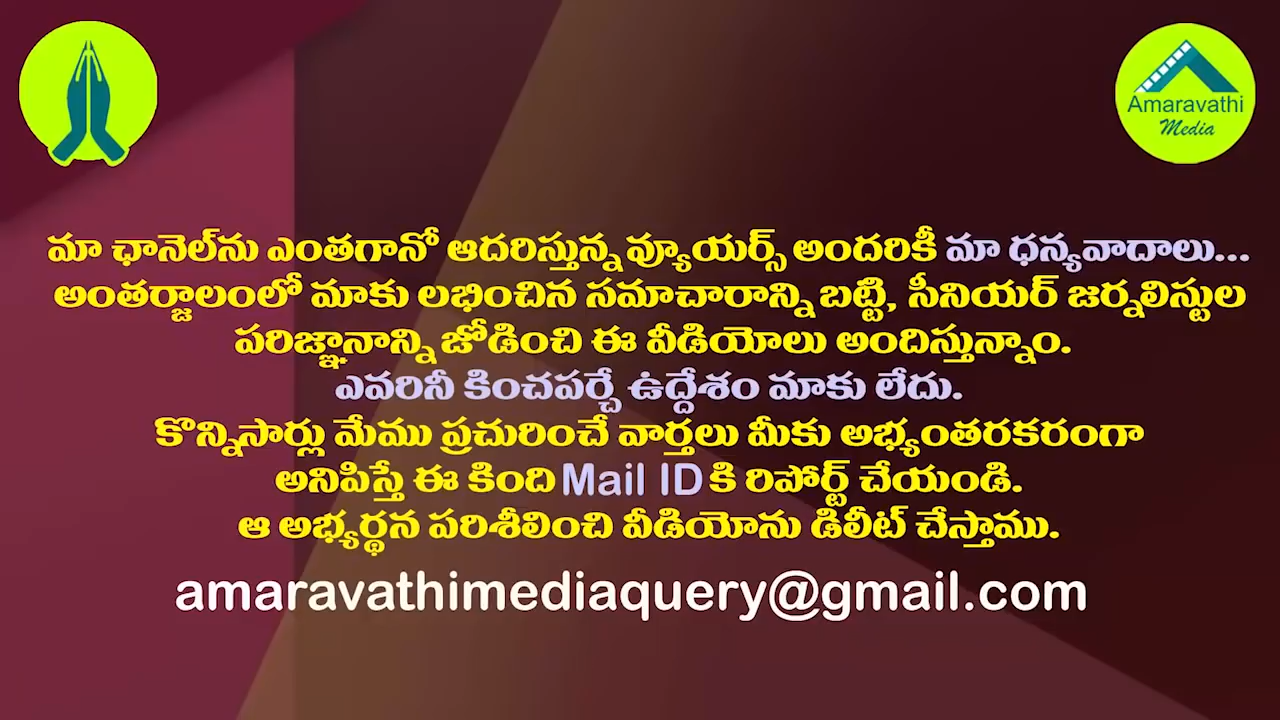 Amaravathi
Media
మా ఛానెల్‌ను ఎంతగానో ఆదరిస్తున్న వ్యూయర్స్ అందరికీ మా ధన్యవాదాలు...
అంతర్జాలంలో మాకు లభించిన సమాచారాన్ని బట్టి, సీనియర్ జర్నలిస్టుల
పరిజ్ఞానాన్ని జోడించి ఈ వీడియోలు అందిస్తున్నాం.
ఎవరినీ కించపర్చే ఉద్దేశం మాకు లేదు.
కొన్నిసార్లు మేము ప్రచురించే వార్తలు మీకు అభ్యంతరకరంగా
అనిపిస్తే ఈ కింది Mail ID కి రిపోర్ట్ చేయండి.
ఆ అభ్యర్థన పరిశీలించి వీడియోను డిలీట్ చేస్తాము.
amaravathimediaquery@gmail.com